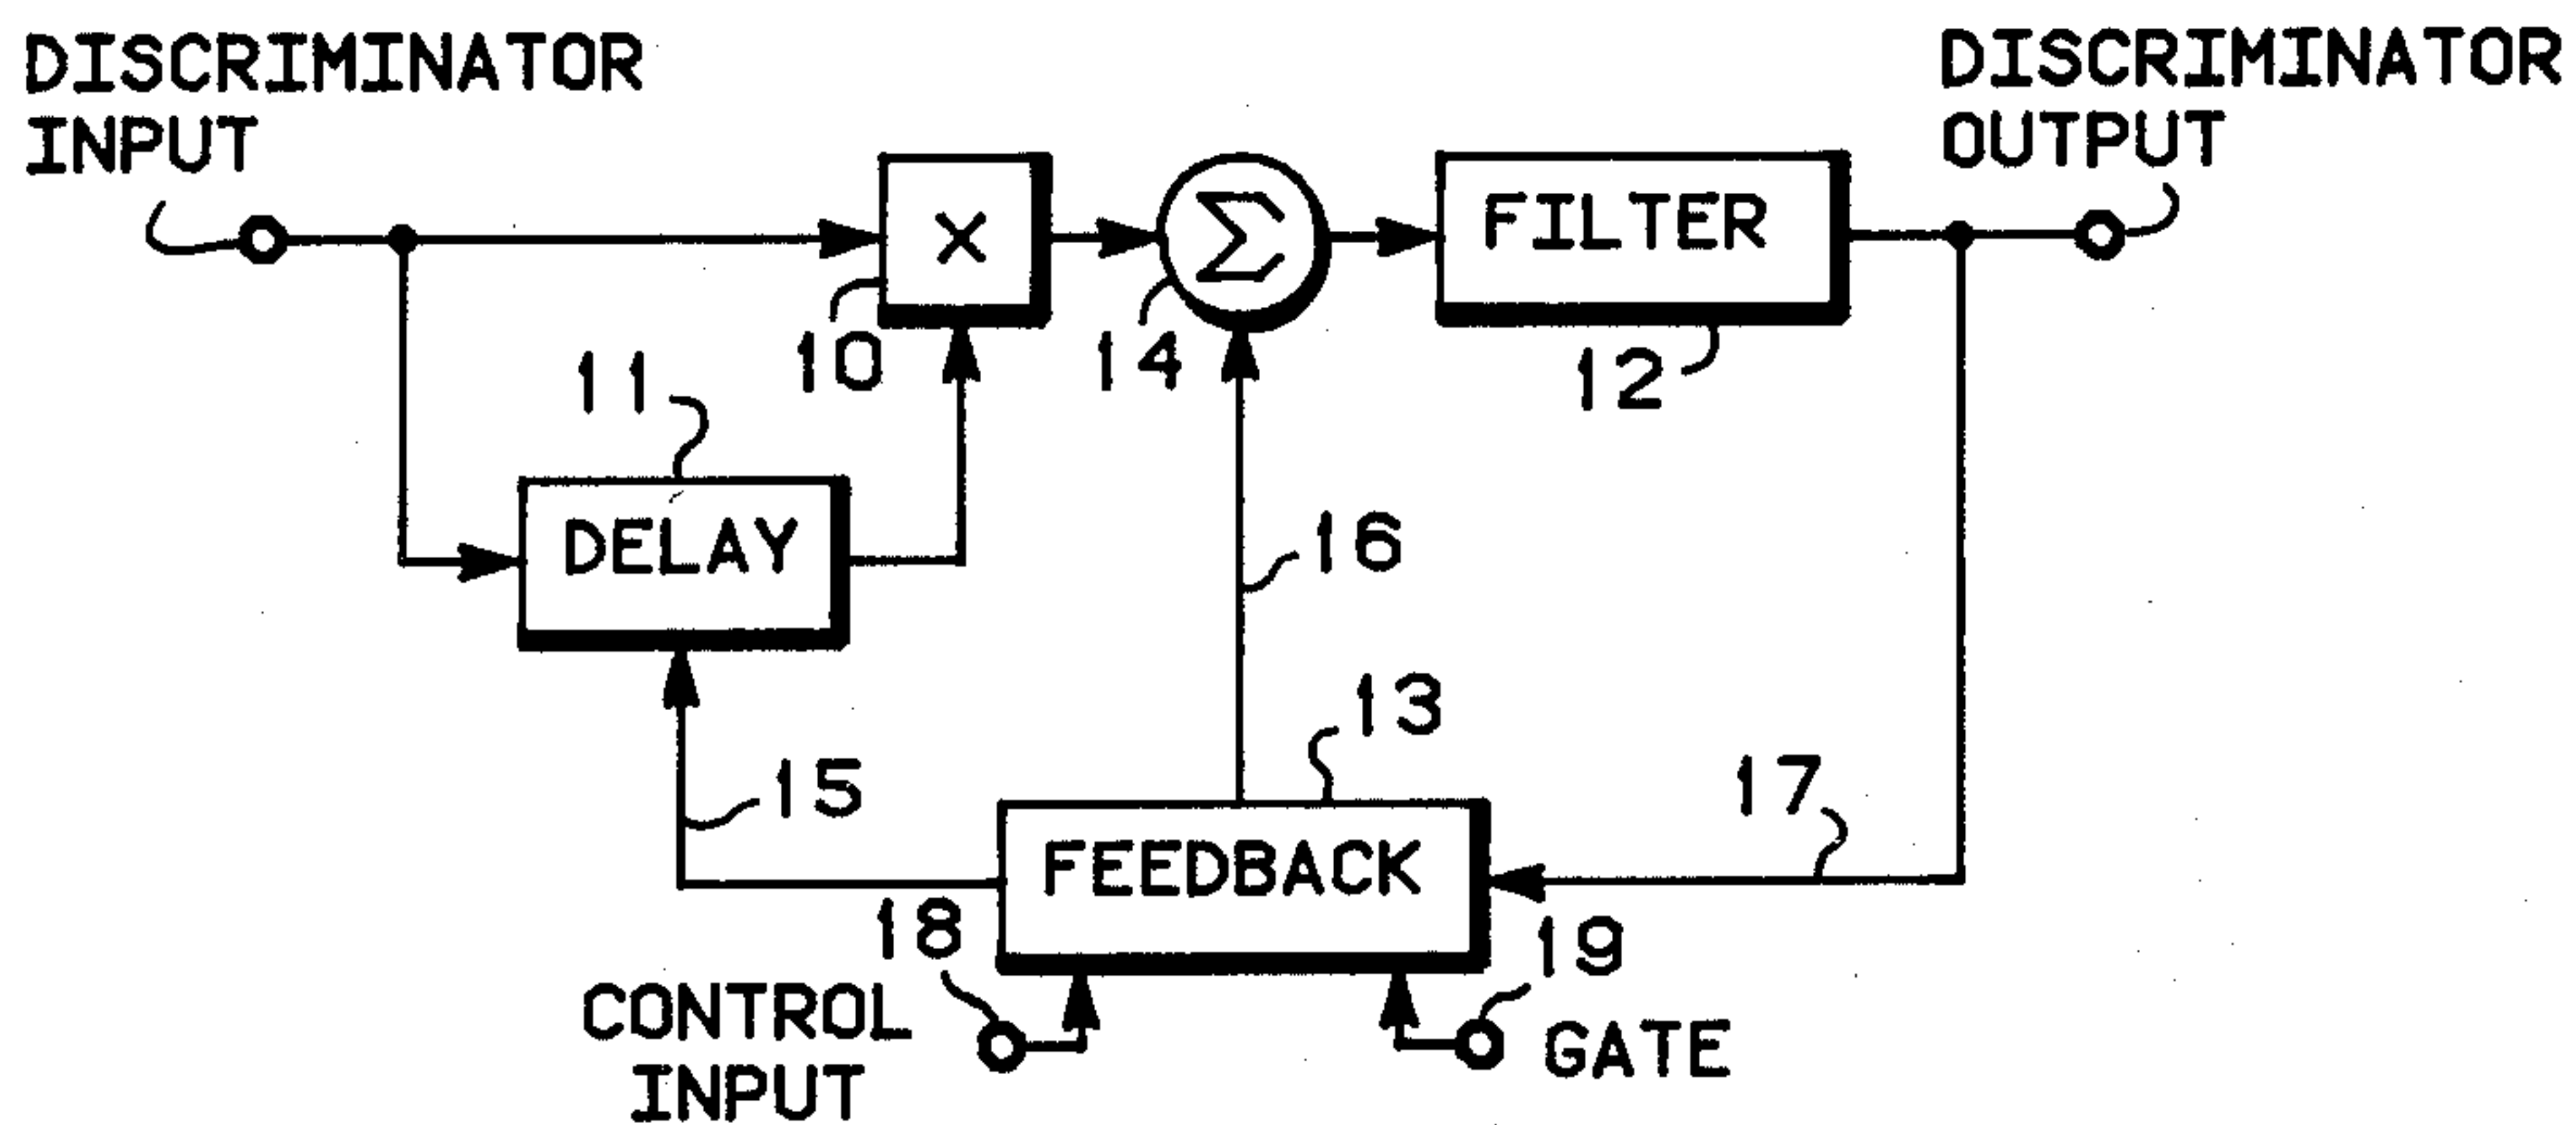 DISCRIMINATOR
INPUT
DISCRIMINATOR
OUTPUT
×
Σ
FILTER
10
14
12
11
DELAY
16
13
15
17
FEEDBACK
18
19
CONTROL
INPUT
GATE